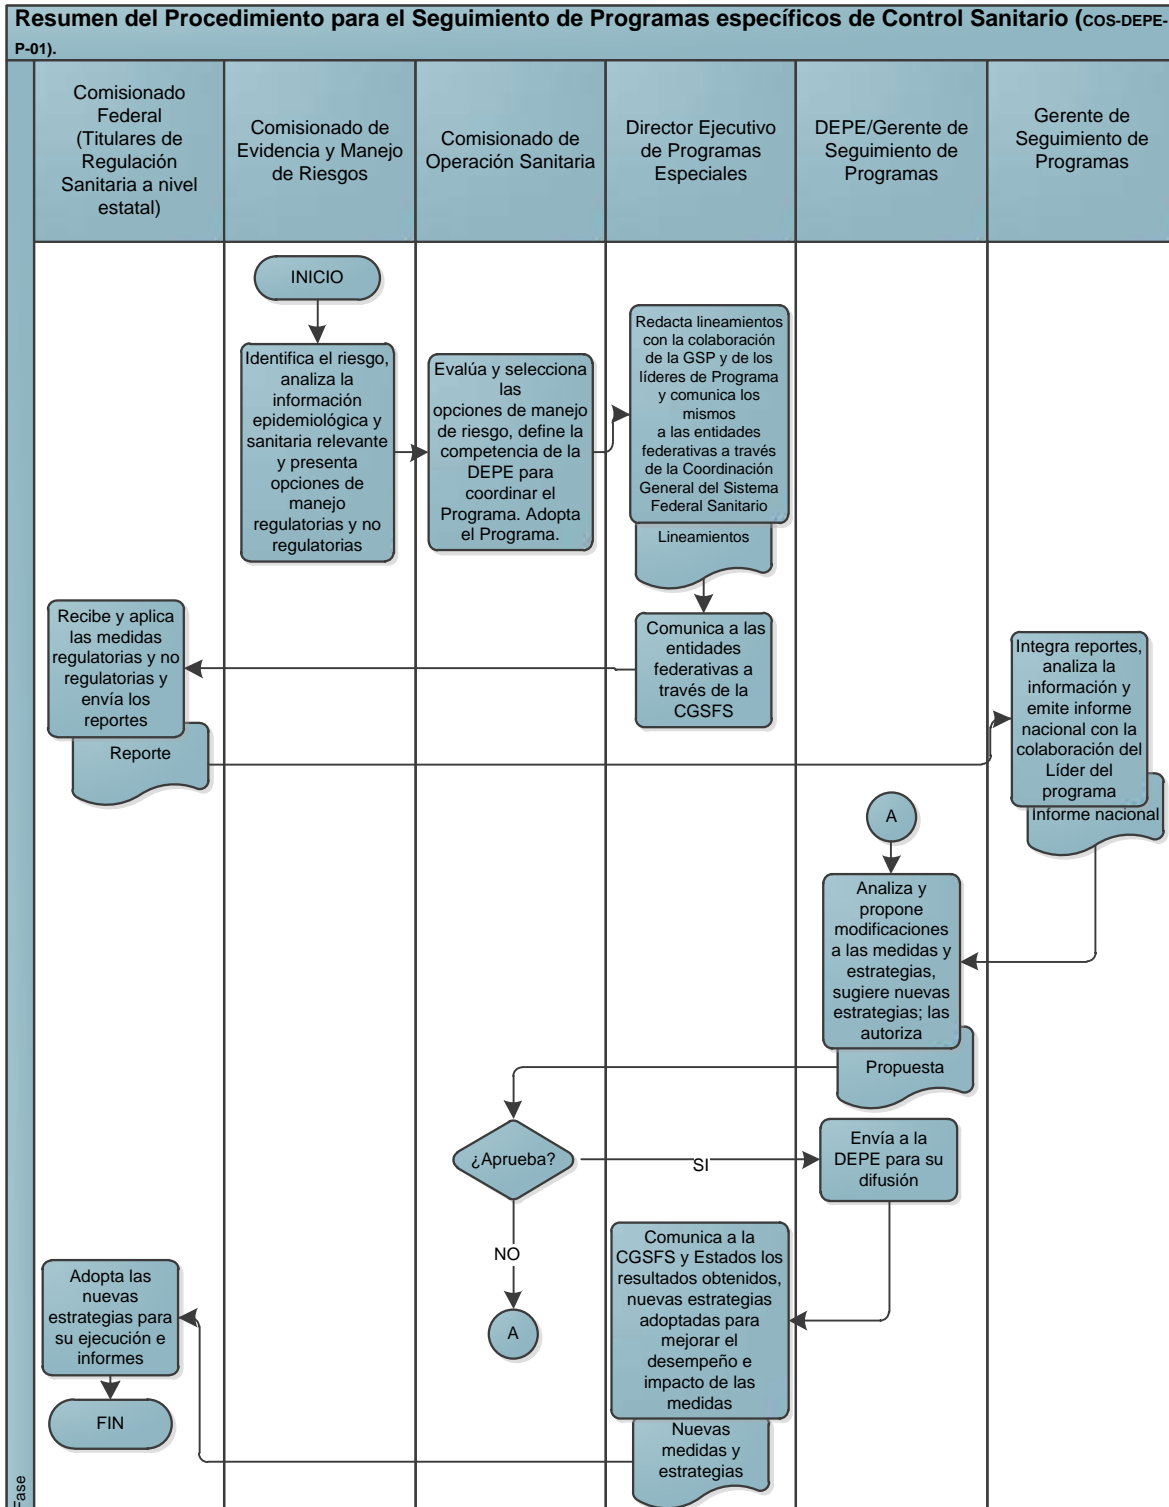 Resumen del Procedimiento para el Seguimiento de Programas específicos de Control Sanitario (COS-DEPE-
P-01).
Comisionado
Federal
(Titulares de
Regulación
Sanitaria a nivel
estatal)
Comisionado de
Evidencia y Manejo
de Riesgos
Comisionado de
Operación Sanitaria
Director Ejecutivo
de Programas
Especiales
DEPE/Gerente de
Seguimiento de
Programas
Gerente de
Seguimiento de
Programas
INICIO
Identifica el riesgo,
analiza la
información
epidemiológica y
sanitaria relevante
y presenta
opciones de
manejo
regulatorias y no
regulatorias
Evalúa y selecciona
las
opciones de manejo
de riesgo, define la
competencia de la
DEPE para
coordinar el
Programa. Adopta
el Programa.
Redacta lineamientos
con la colaboración
de la GSP y de los
líderes de Programa
y comunica los
mismos
a las entidades
federativas a través
de la Coordinación
General del Sistema
Federal Sanitario
Lineamientos
Comunica a las
entidades
federativas a
través de la
CGSFS
Recibe y aplica
las medidas
regulatorias y no
regulatorias y
envía los
reportes
Reporte
Integra reportes,
analiza la
información y
emite informe
nacional con la
colaboración del
Líder del
programa
Informe nacional
A
Analiza y
propone
modificaciones
a las medidas y
estrategias,
sugiere nuevas
estrategias; las
autoriza
Propuesta
¿Aprueba?
SI
Envía a la
DEPE para su
difusión
NO
A
Comunica a la
CGSFS y Estados los
resultados obtenidos,
nuevas estrategias
adoptadas para
mejorar el
desempeño e
impacto de las
medidas
Nuevas
medidas y
estrategias
Adopta las
nuevas
estrategias para
su ejecución e
informes
FIN
Fase